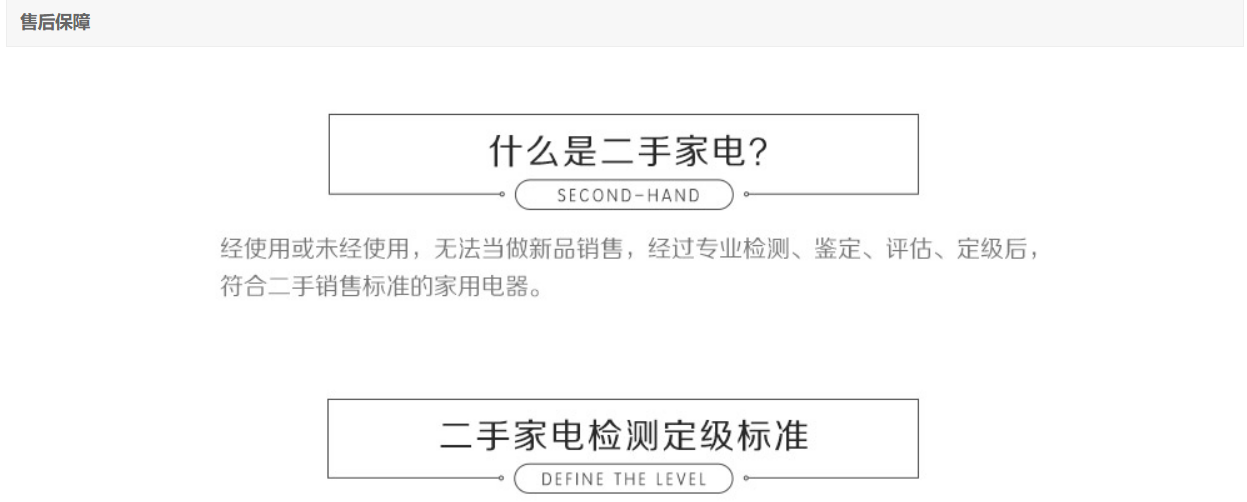 售后保障
什么是二手家电?
SECOND-HAND
经使用或未经使用，无法当做新品销售，经过专业检测、鉴定、评估、定级后，
符合二手销售标准的家用电器。
二手家电检测定级标准
DEFINE THE LEVEL